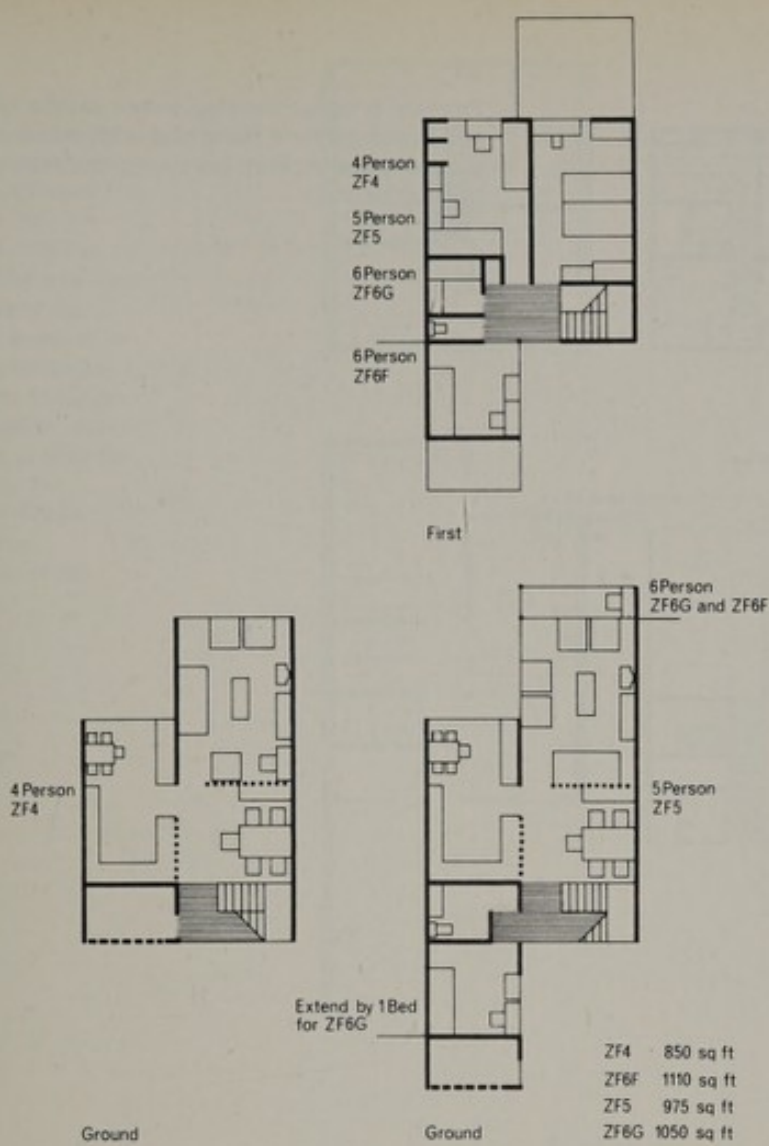 4 Person
ZF4
5 Person
ZF5
6 Person
ZF6G
6 Person
ZF6F
First
6 Person
ZF6G and ZF6F
4 Person
ZF4
5 Person
ZF5
Extend by 1 Bed
for ZF6G
ZF4 850 sq ft
ZF6F 1110 sq ft
ZF5 975 sq ft
ZF6G 1050 sq ft
Ground
Ground